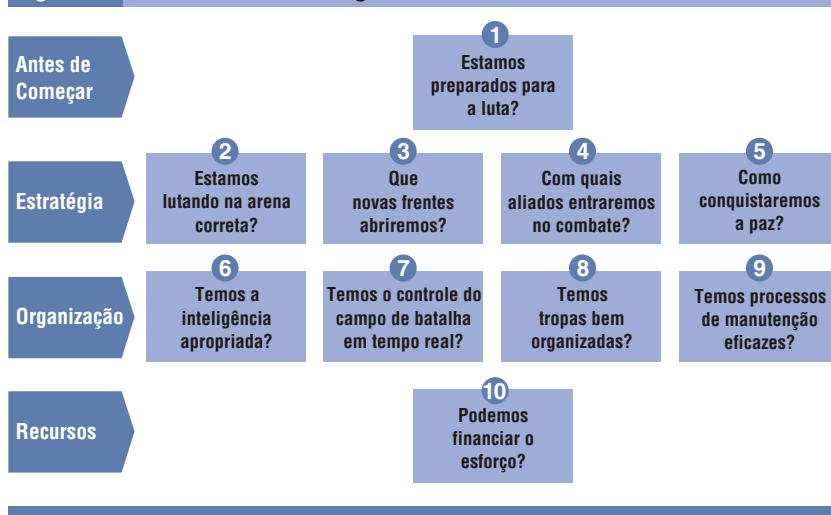 Antes de
Começar
1
Estamos
preparados para
a luta?
Estratégia
2
Estamos
lutando na arena
correta?
3
Que
novas frentes
abriremos?
4
Com quais
aliados entraremos
no combate?
5
Como
conquistaremos
a paz?
Organização
6
Temos a
inteligência
apropriada?
7
Temos o controle do
campo de batalha
em tempo real?
8
Temos
tropas bem
organizadas?
9
Temos processos
de manutenção
eficazes?
Recursos
10
Podemos
financiar o
esforço?